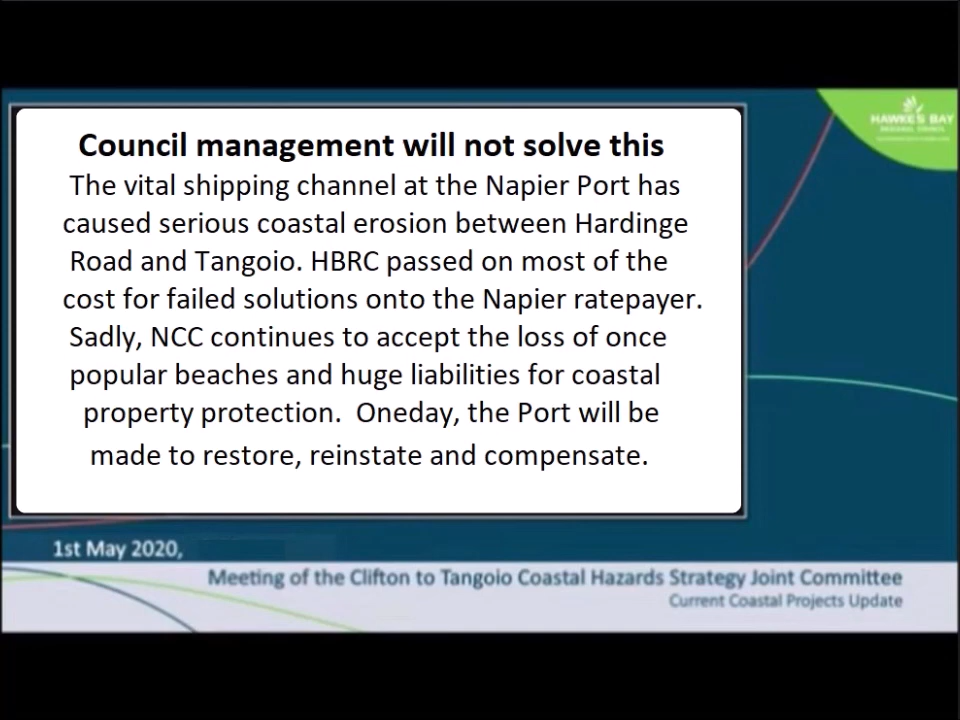 Council management will not solve this
The vital shipping channel at the Napier Port has
caused serious coastal erosion between Hardinge
Road and Tangoio. HBRC passed on most of the
cost for failed solutions onto the Napier ratepayer.
Sadly, NCC continues to accept the loss of once
popular beaches and huge liabilities for coastal
property protection. Oneday, the Port will be
made to restore, reinstate and compensate.
HAWKE'S BAY
REGIONAL COUNCIL
1st May 2020,
Meeting of the Clifton to Tangoio Coastal Hazards Strategy Joint Committee
Current Coastal Projects Update